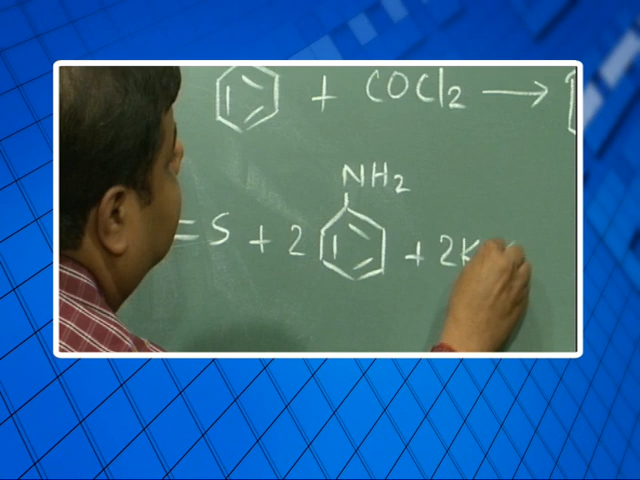 + COCl2 →
NH2
=S + 2 + 2K